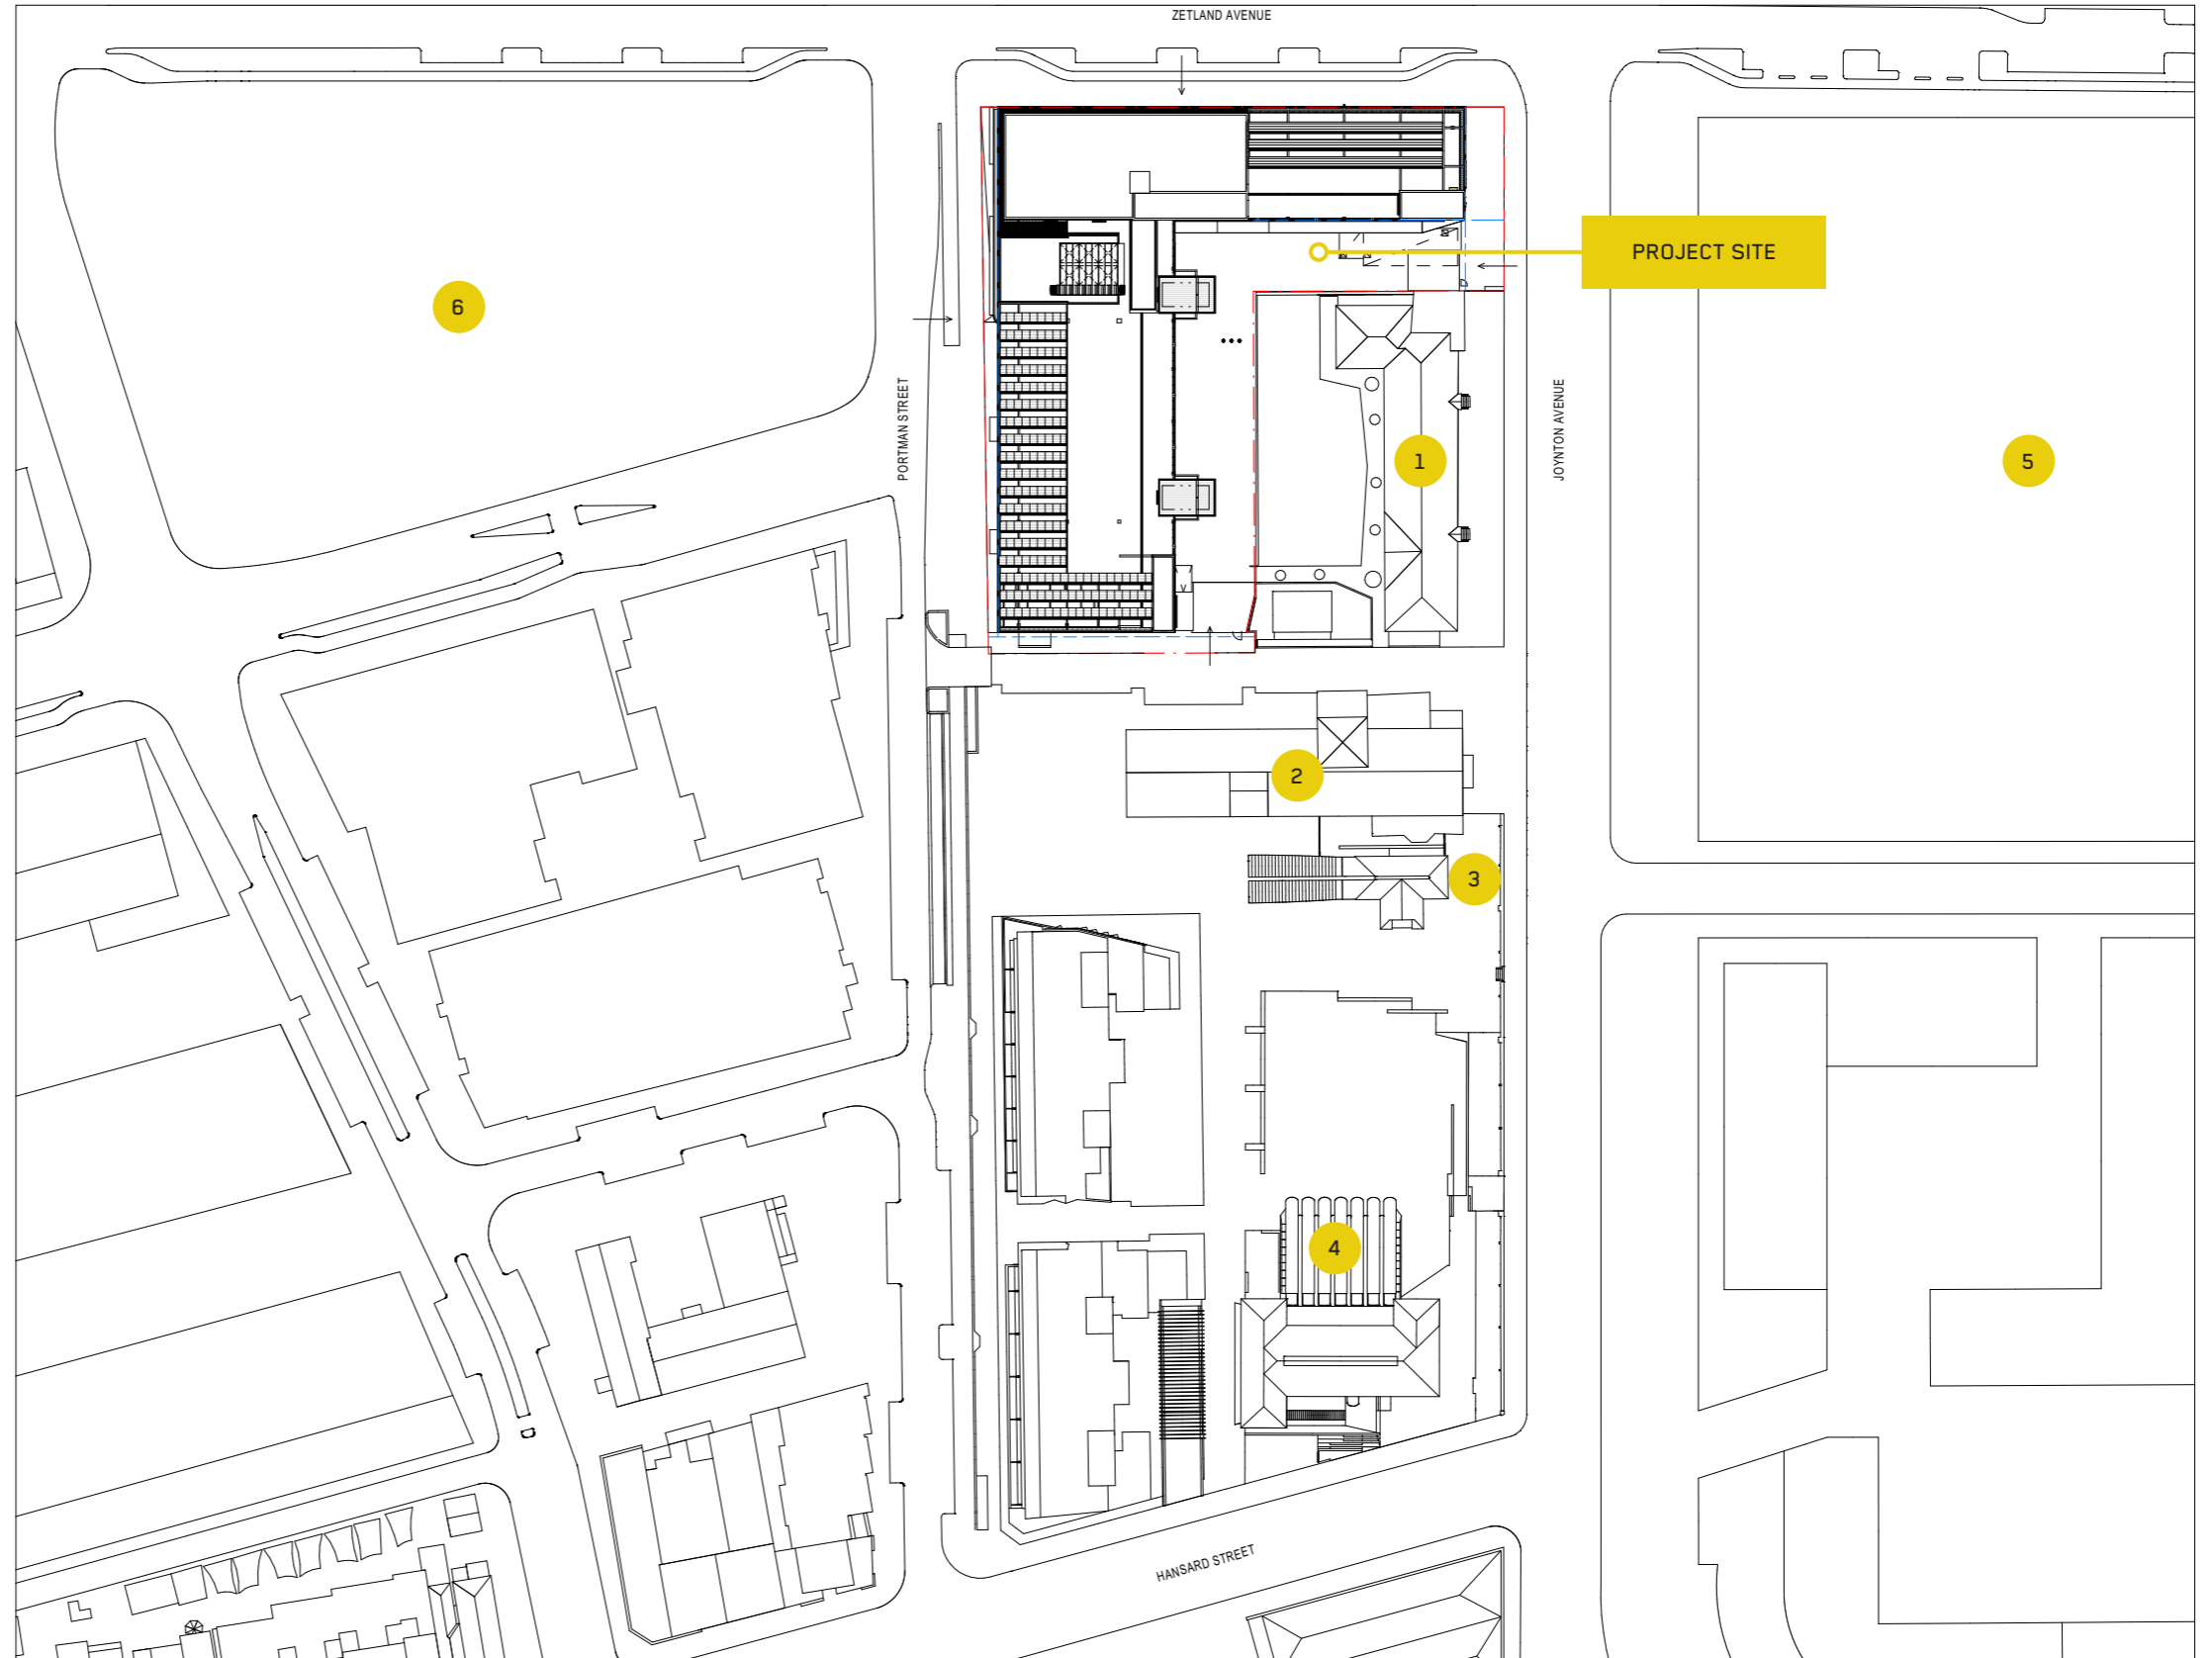 ZETLAND AVENUE
PROJECT SITE
6
PORTMAN STREET
JOYNTON AVENUE
1
5
2
3
4
HANSARD STREET